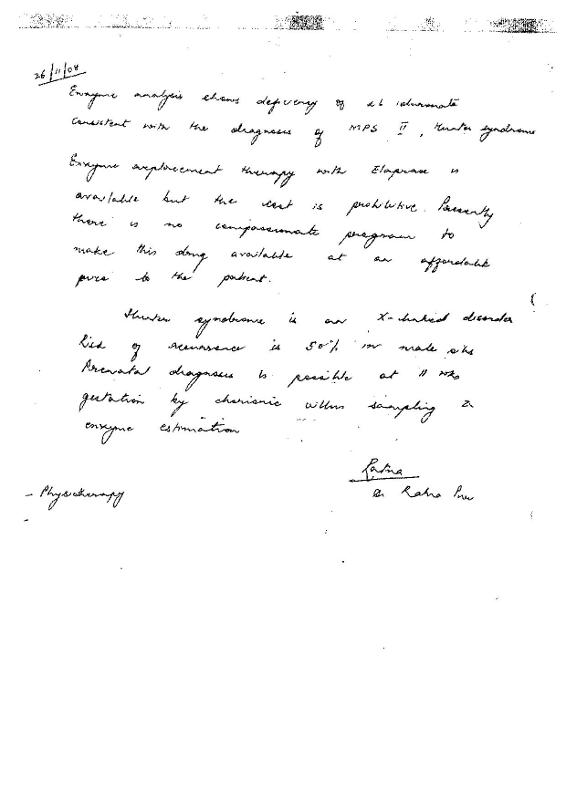 26/11/08
Enzyme analysis shows deficiency of iduronate
consistent with the diagnosis of MPS II, Hunter syndrome
Enzyme replacement therapy with Elaprase is
available but the cost is prohibitive. Presently
there is no compassionate program to
make this drug available at an affordable
price to the patient.
Hunter syndrome is an X-linked disorder
Risk of recurrence is 50% in male sibs
Prenatal diagnosis is possible at 11 wks
gestation by chorionic villus sampling &
enzyme estimation
Ratna
- Physiotherapy
Dr Ratna Puri